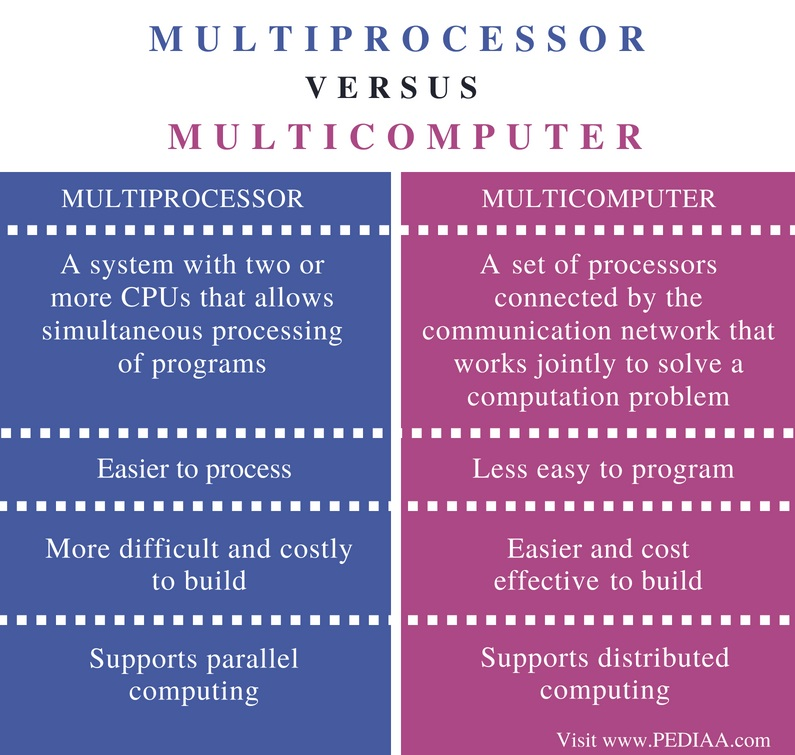 MULTIPROCESSOR
VERSUS
MULTICOMPUTER
MULTIPROCESSOR
A system with two or
more CPUs that allows
simultaneous processing
of programs
Easier to process
More difficult and costly
to build
Supports parallel
computing
MULTICOMPUTER
A set of processors
connected by the
communication network that
works jointly to solve a
computation problem
Less easy to program
Easier and cost
effective to build
Supports distributed
computing
Visit www.PEDIAA.com